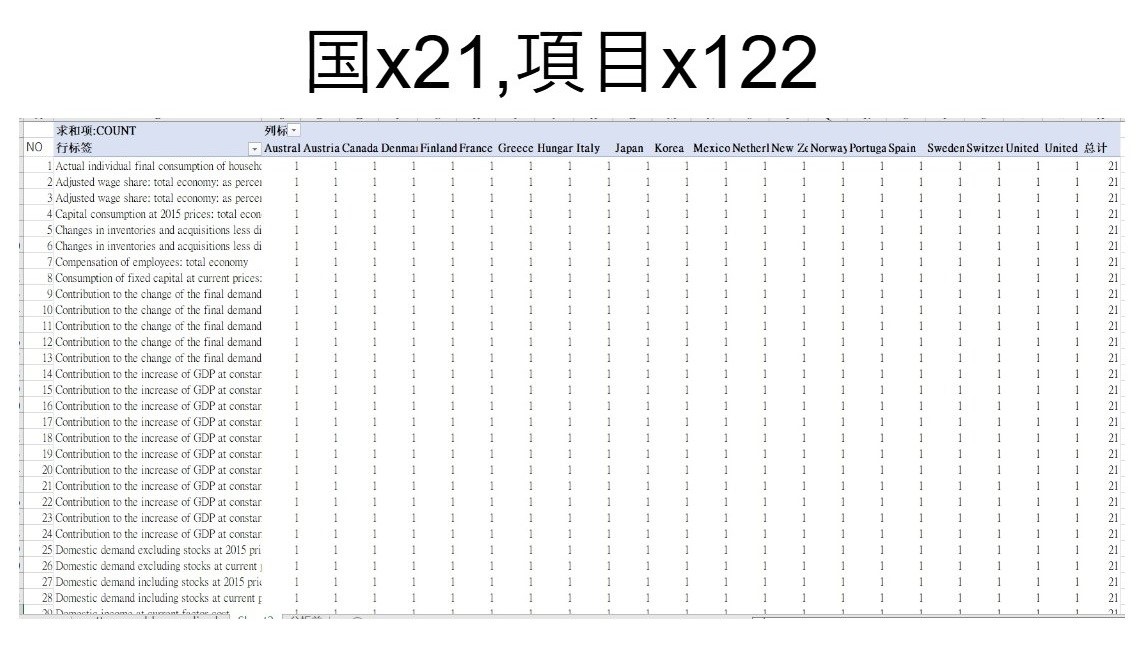 国x21,項目x122
求和项:COUNT 列标
NO 行标签 Austral Austria Canada Denmai Finland France Greece Hungar Italy Japan Korea Mexico Netherl New Ze Norway Portuga Spain Sweden Switzer United United 总计
1 Actual individual final consumption of househo 1 1 1 1 1 1 1 1 1 1 1 1 1 1 1 1 1 1 1 1 1 21
2 Adjusted wage share: total economy: as percen 1 1 1 1 1 1 1 1 1 1 1 1 1 1 1 1 1 1 1 1 1 21
3 Adjusted wage share: total economy: as percen 1 1 1 1 1 1 1 1 1 1 1 1 1 1 1 1 1 1 1 1 1 21
4 Capital consumption at 2015 prices: total econ 1 1 1 1 1 1 1 1 1 1 1 1 1 1 1 1 1 1 1 1 1 21
5 Changes in inventories and acquisitions less di 1 1 1 1 1 1 1 1 1 1 1 1 1 1 1 1 1 1 1 1 1 21
6 Changes in inventories and acquisitions less di 1 1 1 1 1 1 1 1 1 1 1 1 1 1 1 1 1 1 1 1 1 21
7 Compensation of employees: total economy 1 1 1 1 1 1 1 1 1 1 1 1 1 1 1 1 1 1 1 1 1 21
8 Consumption of fixed capital at current prices: 1 1 1 1 1 1 1 1 1 1 1 1 1 1 1 1 1 1 1 1 1 21
9 Contribution to the change of the final demand 1 1 1 1 1 1 1 1 1 1 1 1 1 1 1 1 1 1 1 1 1 21
10 Contribution to the change of the final demand 1 1 1 1 1 1 1 1 1 1 1 1 1 1 1 1 1 1 1 1 1 21
11 Contribution to the change of the final demand 1 1 1 1 1 1 1 1 1 1 1 1 1 1 1 1 1 1 1 1 1 21
12 Contribution to the change of the final demand 1 1 1 1 1 1 1 1 1 1 1 1 1 1 1 1 1 1 1 1 1 21
13 Contribution to the change of the final demand 1 1 1 1 1 1 1 1 1 1 1 1 1 1 1 1 1 1 1 1 1 21
14 Contribution to the increase of GDP at constan 1 1 1 1 1 1 1 1 1 1 1 1 1 1 1 1 1 1 1 1 1 21
15 Contribution to the increase of GDP at constan 1 1 1 1 1 1 1 1 1 1 1 1 1 1 1 1 1 1 1 1 1 21
16 Contribution to the increase of GDP at constan 1 1 1 1 1 1 1 1 1 1 1 1 1 1 1 1 1 1 1 1 1 21
17 Contribution to the increase of GDP at constan 1 1 1 1 1 1 1 1 1 1 1 1 1 1 1 1 1 1 1 1 1 21
18 Contribution to the increase of GDP at constan 1 1 1 1 1 1 1 1 1 1 1 1 1 1 1 1 1 1 1 1 1 21
19 Contribution to the increase of GDP at constan 1 1 1 1 1 1 1 1 1 1 1 1 1 1 1 1 1 1 1 1 1 21
20 Contribution to the increase of GDP at constan 1 1 1 1 1 1 1 1 1 1 1 1 1 1 1 1 1 1 1 1 1 21
21 Contribution to the increase of GDP at constan 1 1 1 1 1 1 1 1 1 1 1 1 1 1 1 1 1 1 1 1 1 21
22 Contribution to the increase of GDP at constan 1 1 1 1 1 1 1 1 1 1 1 1 1 1 1 1 1 1 1 1 1 21
23 Contribution to the increase of GDP at constan 1 1 1 1 1 1 1 1 1 1 1 1 1 1 1 1 1 1 1 1 1 21
24 Contribution to the increase of GDP at constan 1 1 1 1 1 1 1 1 1 1 1 1 1 1 1 1 1 1 1 1 1 21
25 Domestic demand excluding stocks at 2015 pri 1 1 1 1 1 1 1 1 1 1 1 1 1 1 1 1 1 1 1 1 1 21
26 Domestic demand excluding stocks at current p 1 1 1 1 1 1 1 1 1 1 1 1 1 1 1 1 1 1 1 1 1 21
27 Domestic demand including stocks at 2015 pric 1 1 1 1 1 1 1 1 1 1 1 1 1 1 1 1 1 1 1 1 1 21
28 Domestic demand including stocks at current p 1 1 1 1 1 1 1 1 1 1 1 1 1 1 1 1 1 1 1 1 1 21
29 Domestic income at current factor cost 1 1 1 1 1 1 1 1 1 1 1 1 1 1 1 1 1 1 1 1 1 21